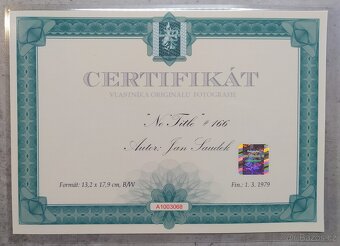 CERTIFIKÁT
VLASTNÍKA ORIGINÁLU FOTOGRAFIE
"No Title" #166
Autor: Jan Saudek
Formát: 13,2 x 17,9 cm, B/W
Fin.: 1. 3. 1979
A1003068